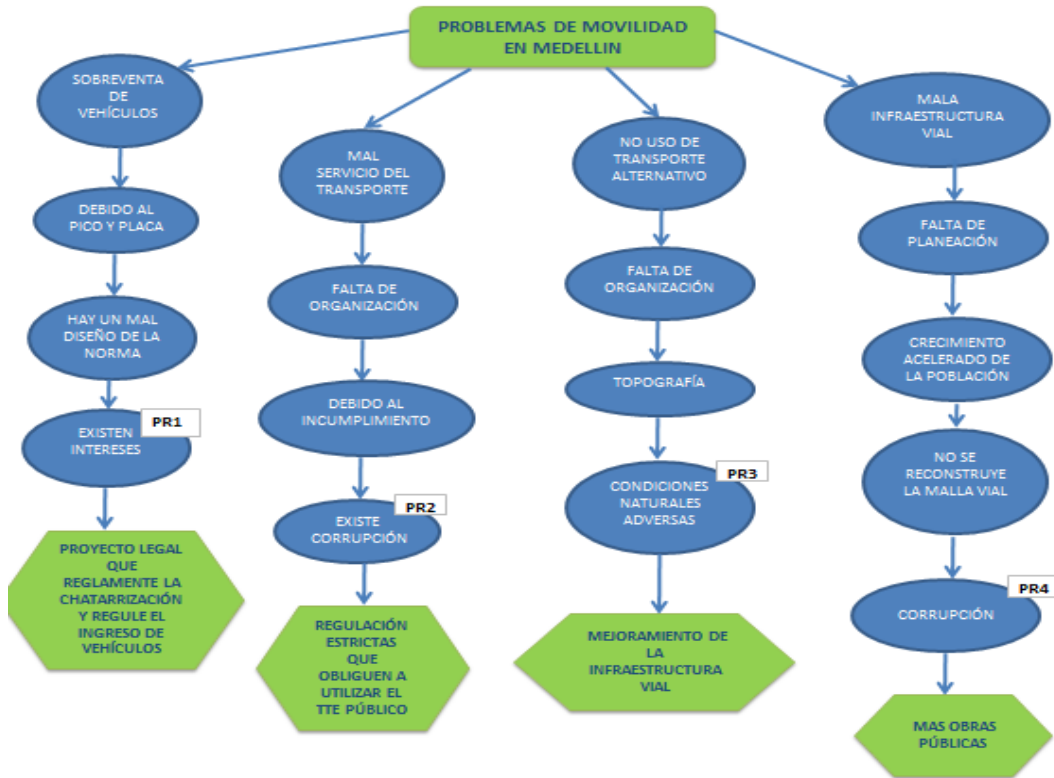 PROBLEMAS DE MOVILIDAD
EN MEDELLIN
SOBREVENTA
DE
VEHÍCULOS
DEBIDO AL
PICO Y PLACA
HAY UN MAL
DISEÑO DE LA
NORMA
PR1
EXISTEN
INTERESES
PROYECTO LEGAL
QUE
REGLAMENTE LA
CHATARRIZACIÓN
Y REGULE EL
INGRESO DE
VEHÍCULOS
MAL
SERVICIO DEL
TRANSPORTE
FALTA DE
ORGANIZACIÓN
DEBIDO AL
INCUMPLIMIENTO
PR2
EXISTE
CORRUPCIÓN
REGULACIÓN
ESTRICTAS
QUE
OBLIGUEN A
UTILIZAR EL
TTE PÚBLICO
NO USO DE
TRANSPORTE
ALTERNATIVO
FALTA DE
ORGANIZACIÓN
TOPOGRAFÍA
PR3
CONDICIONES
NATURALES
ADVERSAS
MEJORAMIENTO DE
LA
INFRAESTRUCTURA
VIAL
MALA
INFRAESTRUCTURA
VIAL
FALTA DE
PLANEACIÓN
CRECIMIENTO
ACELERADO DE
LA POBLACIÓN
NO SE
RECONSTRUYE
LA MALLA VIAL
PR4
CORRUPCIÓN
MAS OBRAS
PÚBLICAS